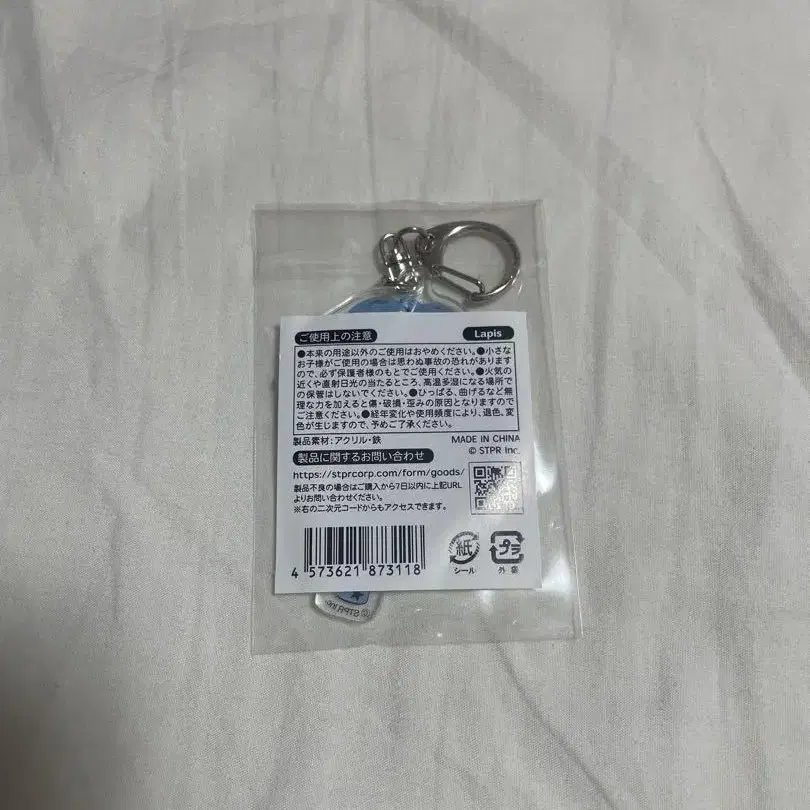 ご使用上の注意 Lapis
●本来の用途以外のご使用はおやめください。●小さな
お子様がご使用の場合は思わぬ事故の恐れがあります
ので、必ず保護者様のもとでご使用ください。●火気の
近くや直射日光の当たるところ、高温多湿になる場所で
の保管はしないでください。●ひっぱる、曲げるなど無
理な力を加えると傷・破損・歪みの原因となりますので
ご注意ください。●経年変化や使用頻度により、退色、変
色が生じますので、予めご了承ください。
製品素材：アクリル・鉄 MADE IN CHINA
© STPR Inc.
製品に関するお問い合わせ
https://stprcorp.com/form/goods/
製品不良の場合はご購入から7日以内に上記URL
よりお問い合わせください。
※右の二次元コードからもアクセスできます。
4 573621 873118
紙
シール
プラ
外袋
© STPR Inc.